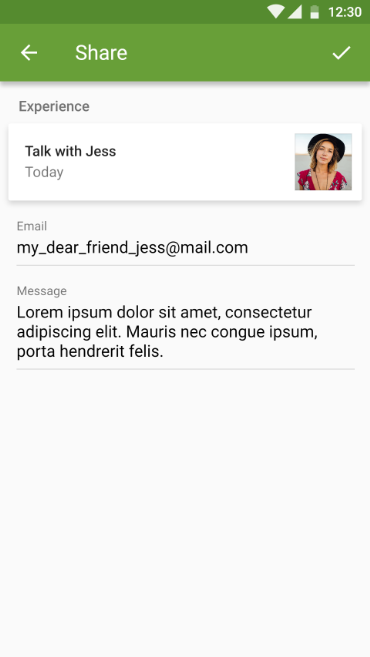 12:30
Share
Experience
Talk with Jess
Today
Email
my_dear_friend_jess@mail.com
Message
Lorem ipsum dolor sit amet, consectetur
adipiscing elit. Mauris nec congue ipsum,
porta hendrerit felis.